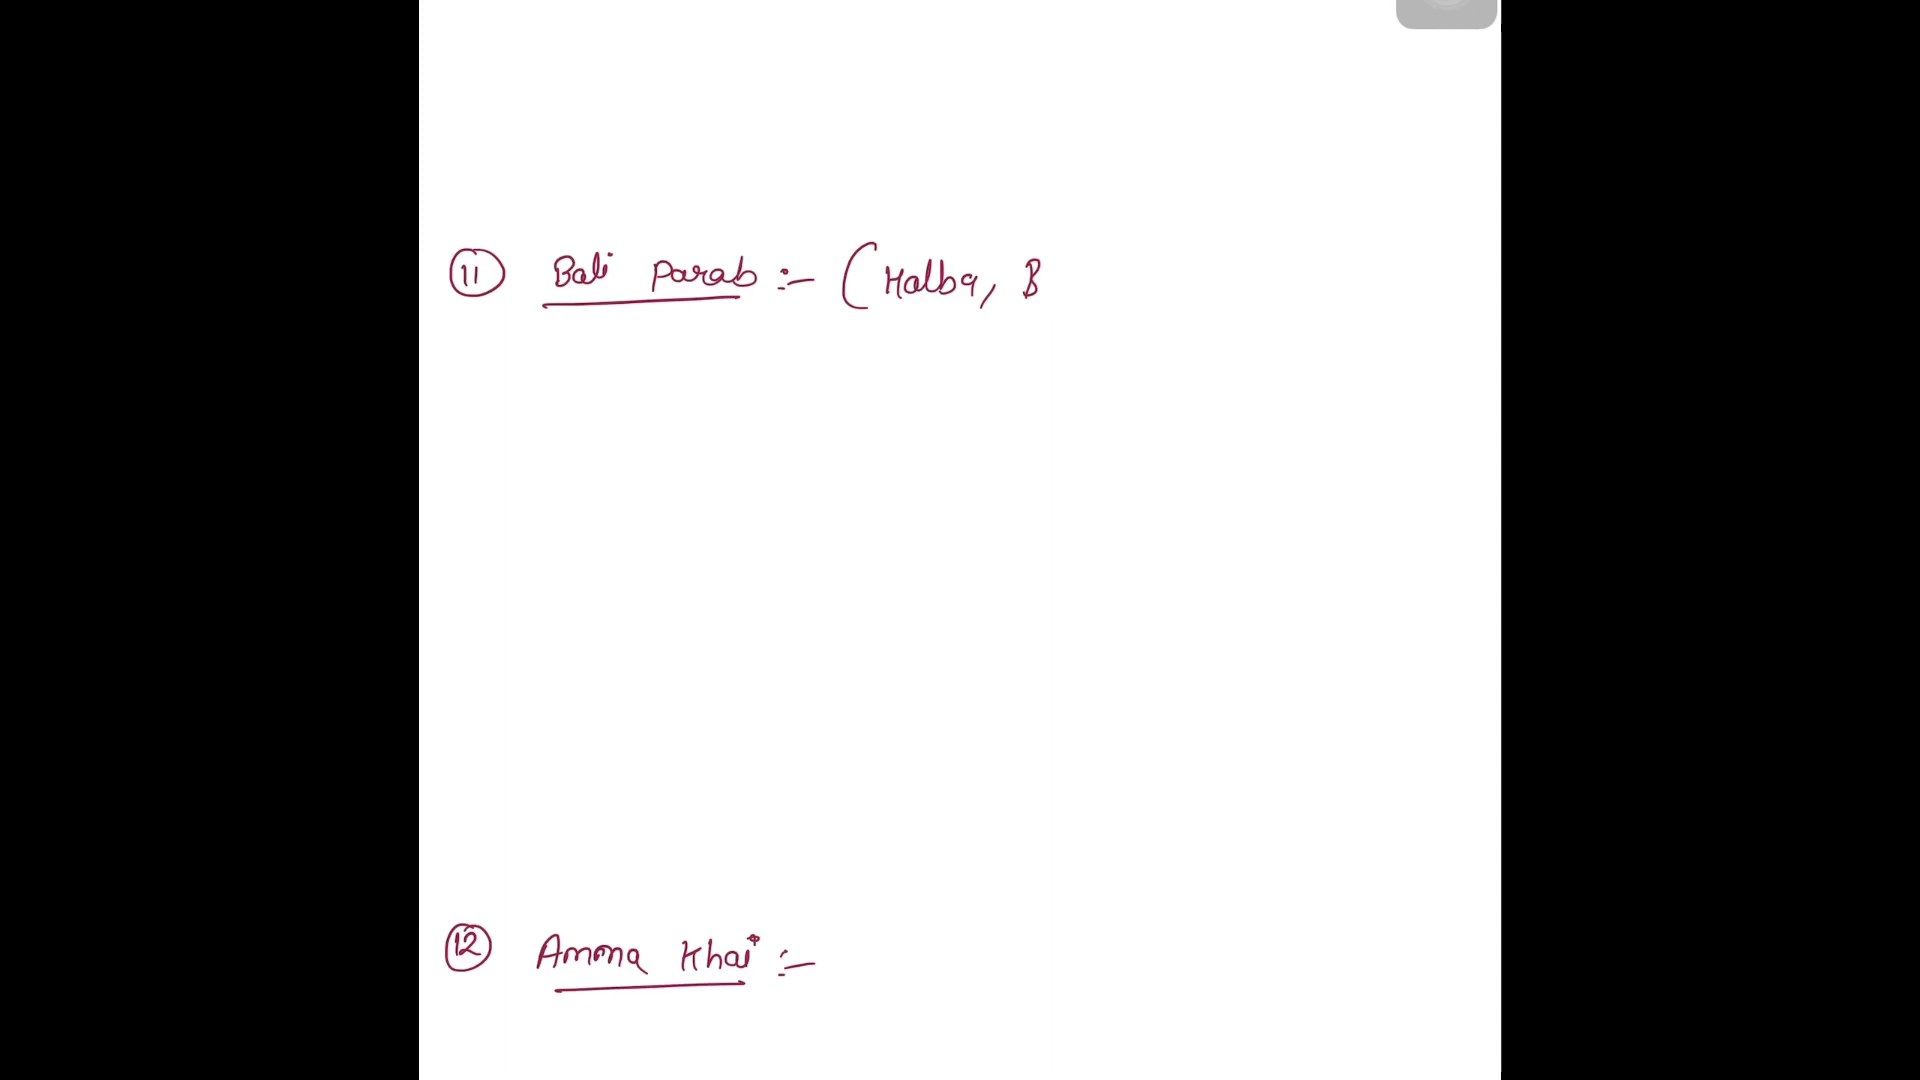 11 Bali Parab :- ( Halba, B
12 Amma Khai :-